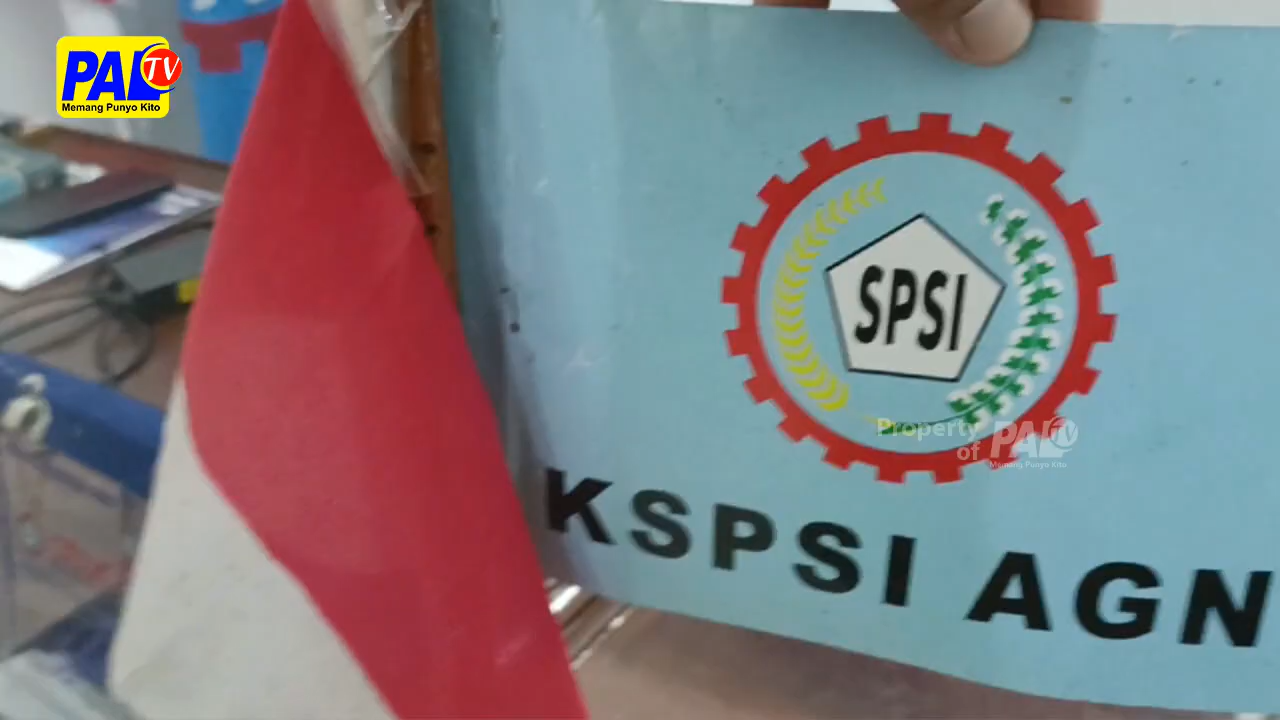 PAL TV
Memang Punyo Kito
SPSI
Property
of PAL TV
Memang Punyo Kito
KSPSI AGN